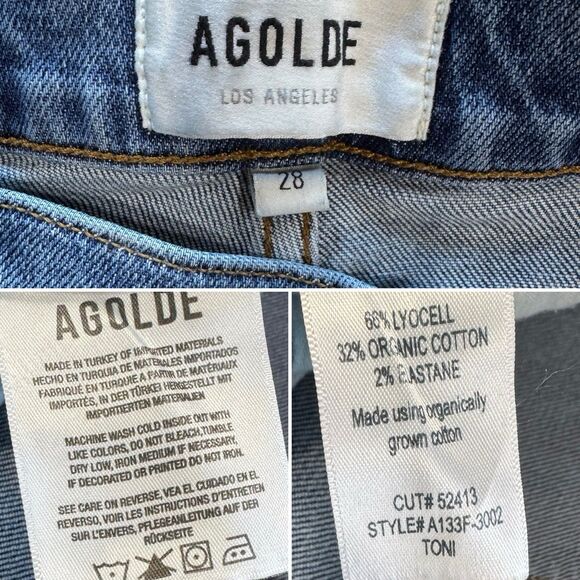 AGOLDE
LOS ANGELES
28
AGOLDE
MADE IN TURKEY OF IMPORTED MATERIALS
HECHO EN TURQUIA DE MATERIALES IMPORTADOS
FABRIQUÉ EN TURQUIE A PARTIR DE MATÉRIAUX
IMPORTÉS, IN DER TÜRKEI HERGESTELLT MIT
IMPORTIERTEN MATERIALIEN
MACHINE WASH COLD INSIDE OUT WITH
LIKE COLORS, DO NOT BLEACH, TUMBLE
DRY LOW, IRON MEDIUM IF NECESSARY,
IF DECORATED OR PRINTED DO NOT IRON.
SEE CARE ON REVERSE, VEA EL CUIDADO EN EL
REVERSO, VOIR LES INSTRUCTIONS D'ENTRETIEN
SUR L'ENVERS, PFLEGEANLEITUNG AUF DER
RÜCKSEITE
66% LYOCELL
32% ORGANIC COTTON
2% ELASTANE
Made using organically
grown cotton
CUT# 52413
STYLE# A133F-3002
TONI